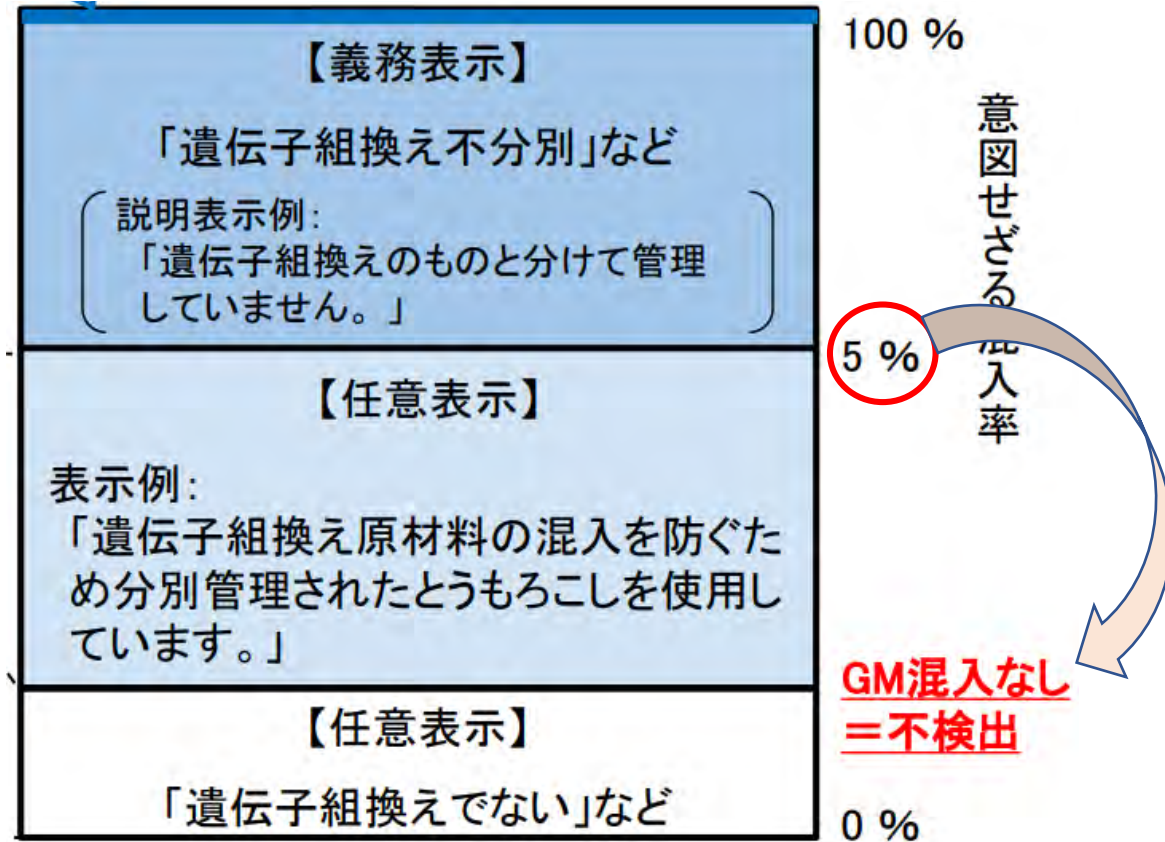 【義務表示】
「遺伝子組換え不分別」など
説明表示例：
「遺伝子組換えのものと分けて管理
していません。」
【任意表示】
表示例：
「遺伝子組換え原材料の混入を防ぐた
め分別管理されたとうもろこしを使用し
ています。」
【任意表示】
「遺伝子組換えでない」など
100 %
意図せざる混入率
5 %
GM混入なし
＝不検出
0 %